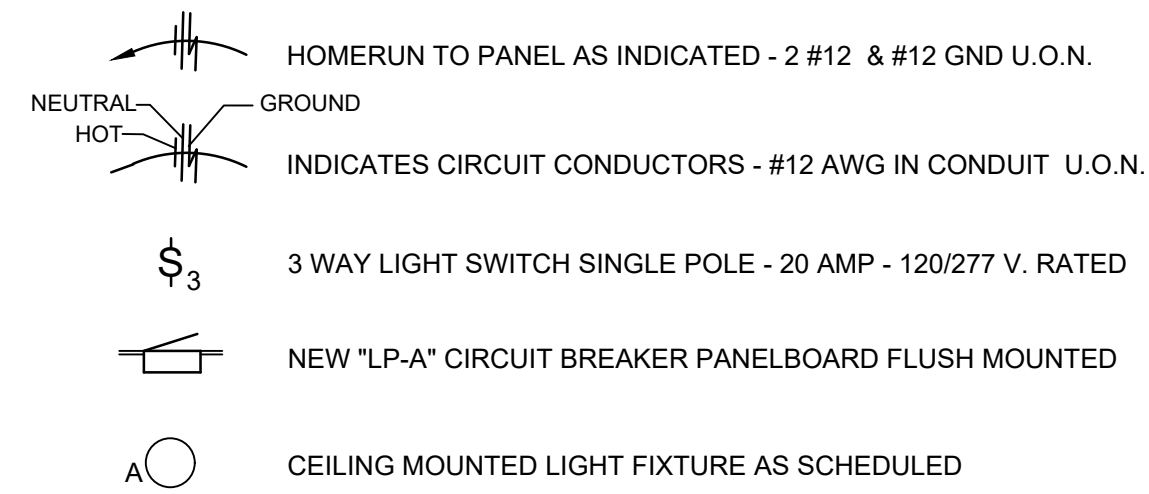 HOMERUN TO PANEL AS INDICATED - 2 #12 & #12 GND U.O.N.
NEUTRAL GROUND
HOT
INDICATES CIRCUIT CONDUCTORS - #12 AWG IN CONDUIT U.O.N.
$3 3 WAY LIGHT SWITCH SINGLE POLE - 20 AMP - 120/277 V. RATED
NEW "LP-A" CIRCUIT BREAKER PANELBOARD FLUSH MOUNTED
A CEILING MOUNTED LIGHT FIXTURE AS SCHEDULED